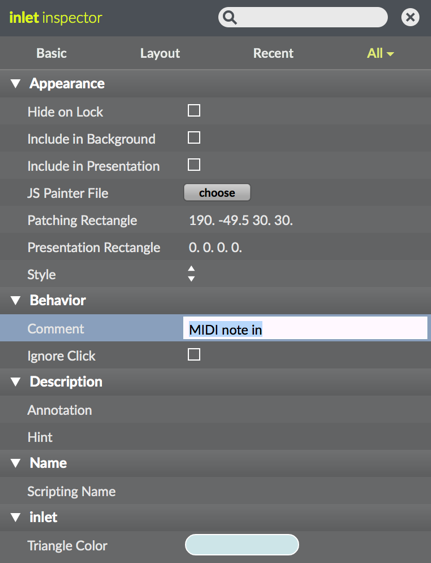 inlet inspector
Basic Layout Recent All
Appearance
Hide on Lock
Include in Background
Include in Presentation
JS Painter File choose
Patching Rectangle 190. -49.5 30. 30.
Presentation Rectangle 0. 0. 0. 0.
Style
Behavior
Comment MIDI note in
Ignore Click
Description
Annotation
Hint
Name
Scripting Name
inlet
Triangle Color